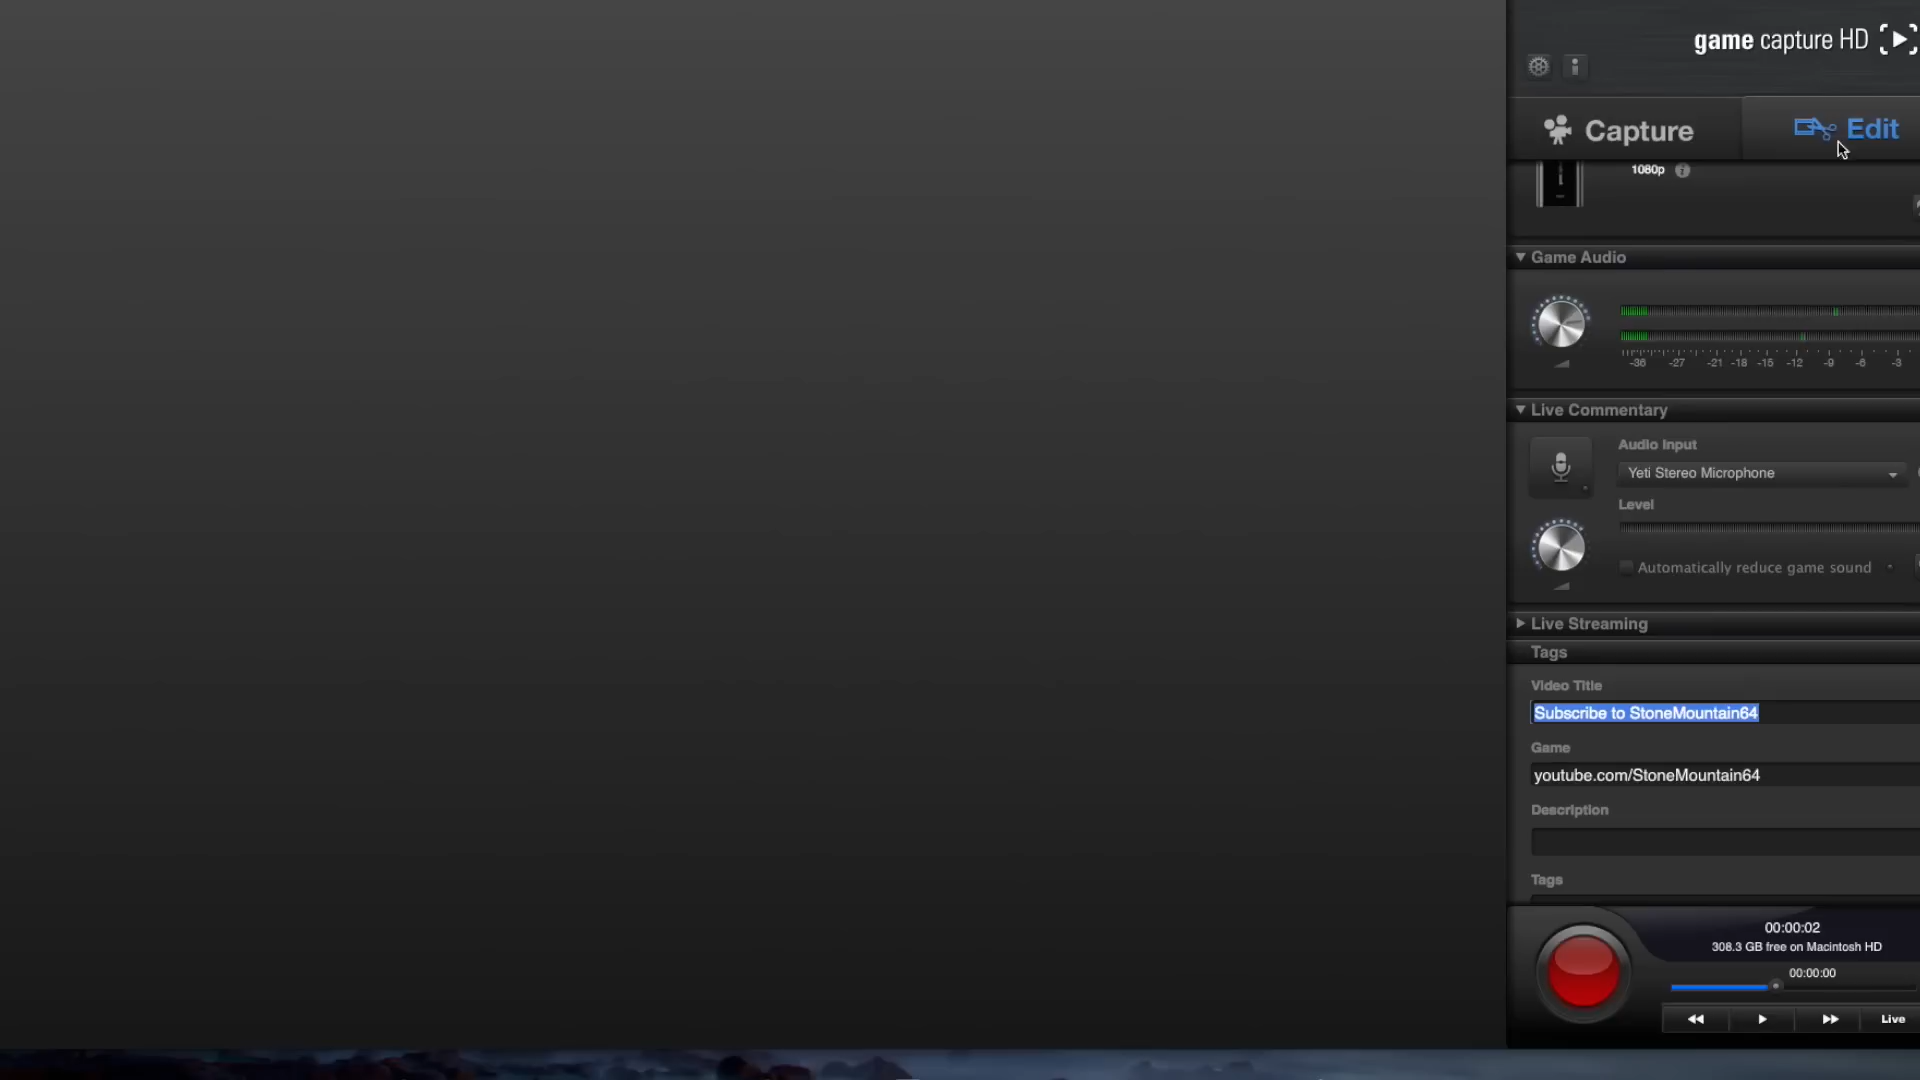 game capture HD
Capture
Edit
1080p
Game Audio
-36 -27 -21 -18 -15 -12 -9 -6 -3
Live Commentary
Audio Input
Yeti Stereo Microphone
Level
Automatically reduce game sound
Live Streaming
Tags
Video Title
Subscribe to StoneMountain64
Game
youtube.com/StoneMountain64
Description
Tags
00:00:02
308.3 GB free on Macintosh HD
00:00:00
Live